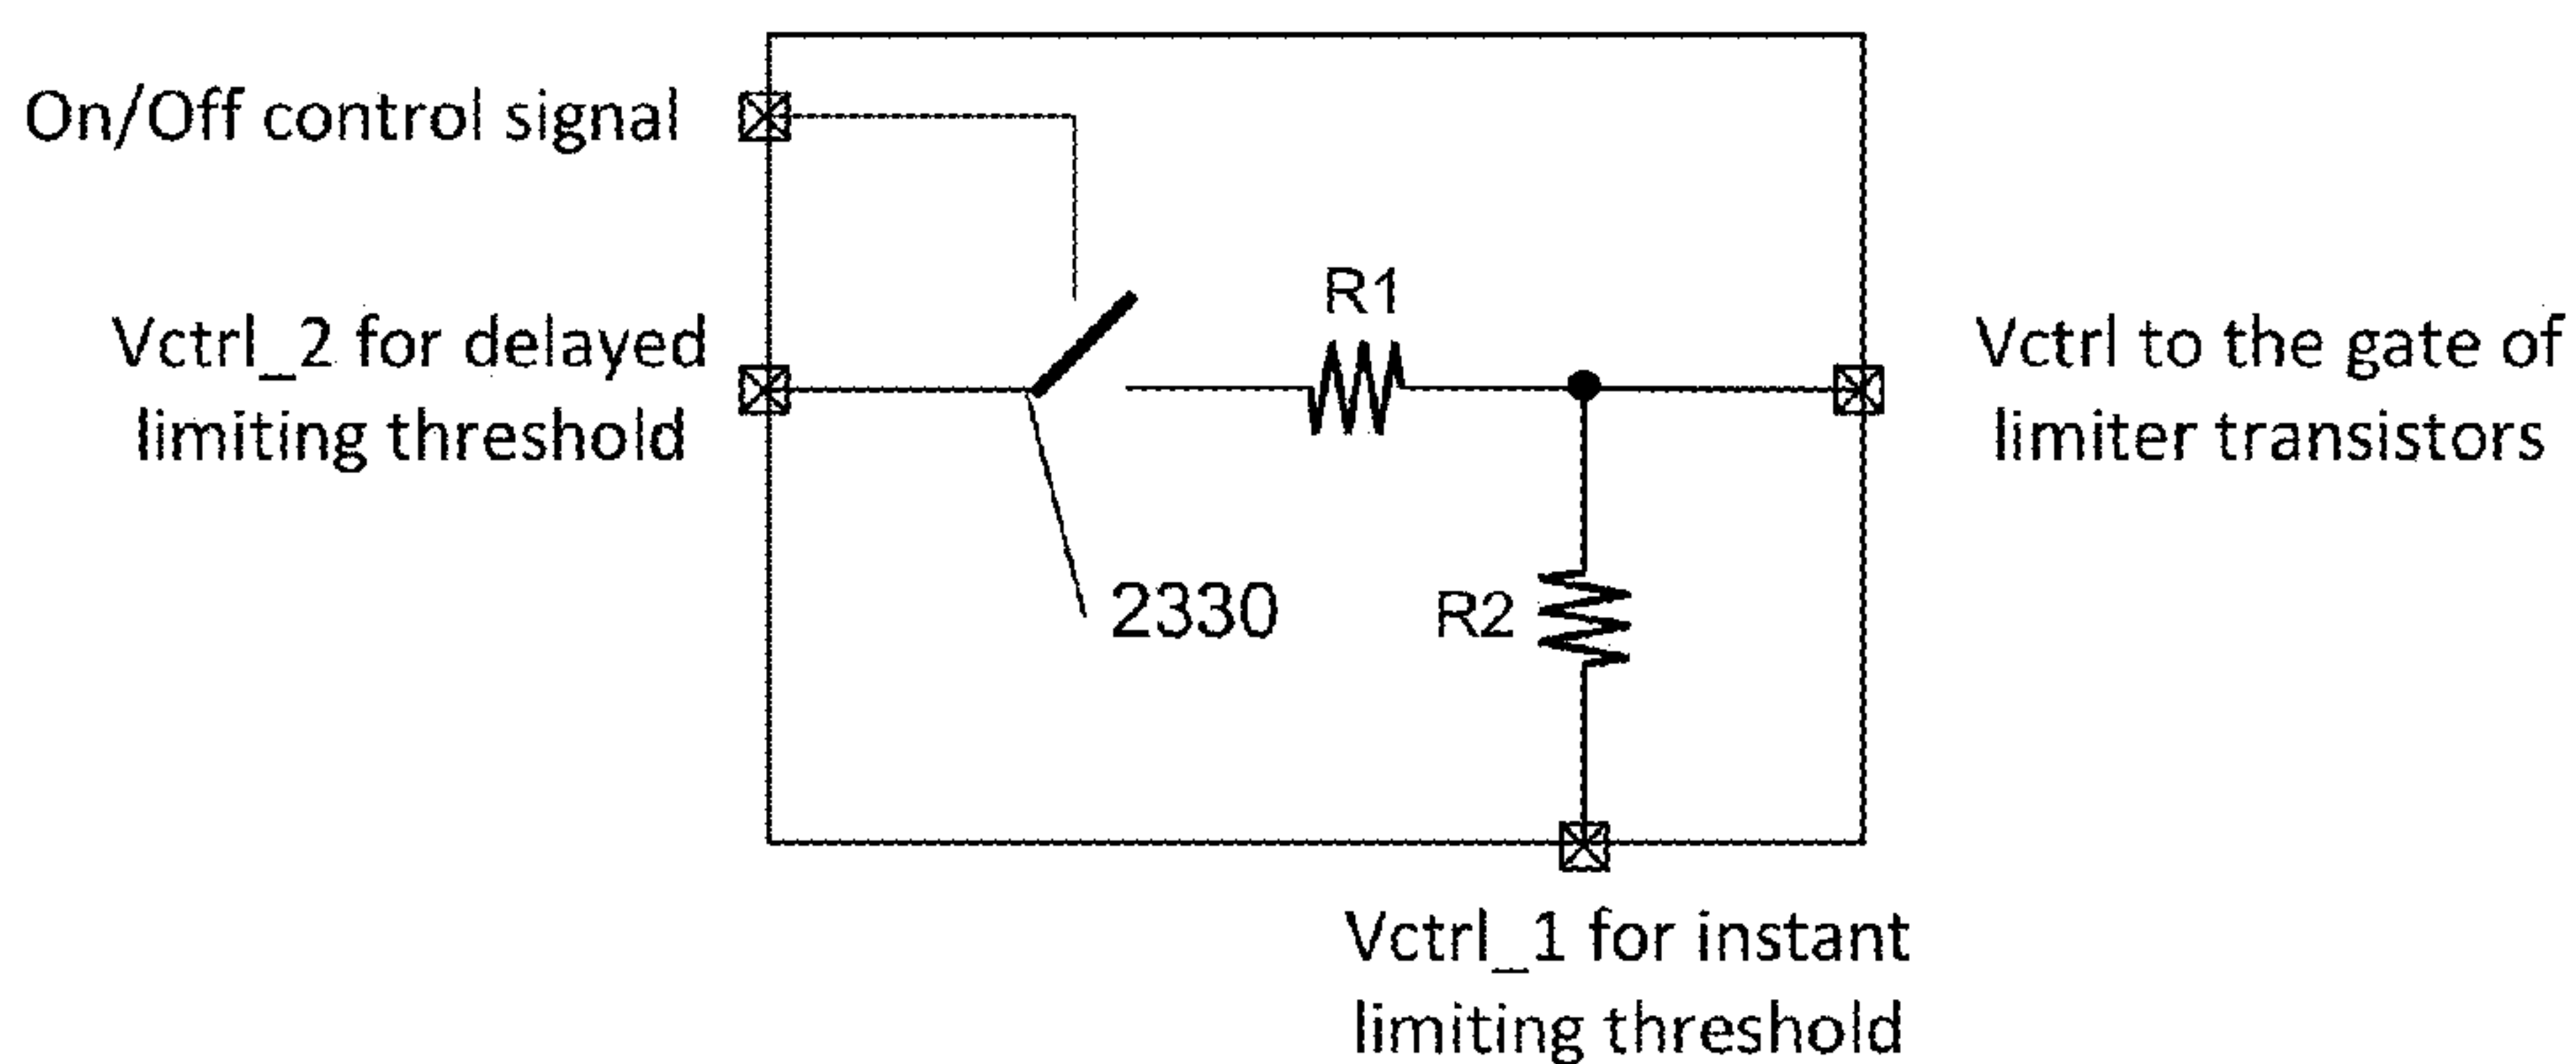 On/Off control signal
Vctrl_2 for delayed
limiting threshold
R1
Vctrl to the gate of
limiter transistors
2330
R2
Vctrl_1 for instant
limiting threshold